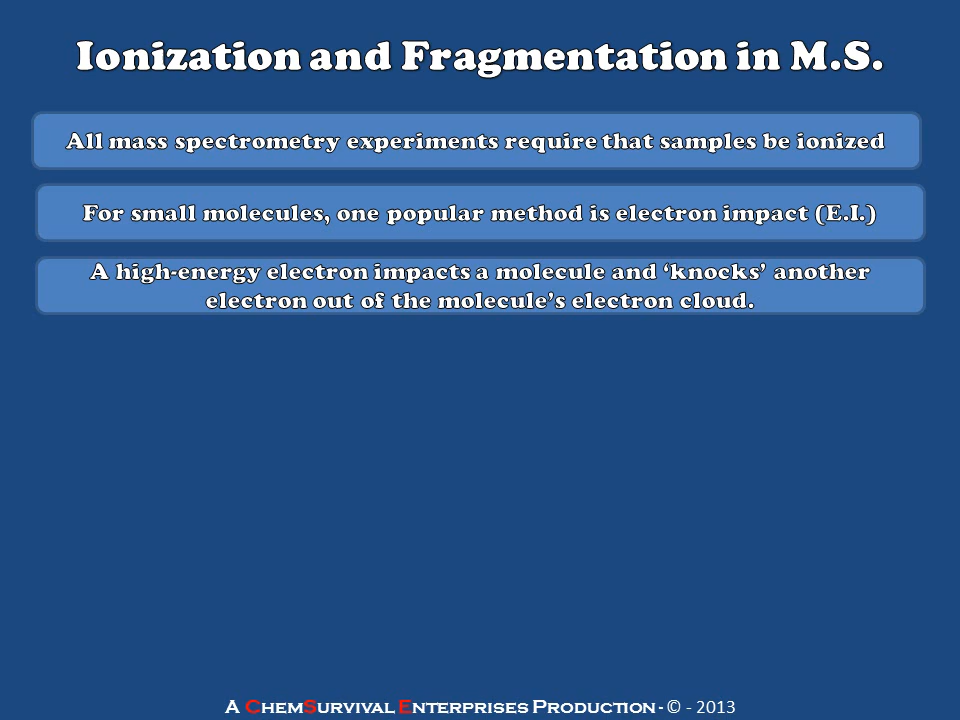 Ionization and Fragmentation in M.S.
All mass spectrometry experiments require that samples be ionized
For small molecules, one popular method is electron impact (E.I.)
A high-energy electron impacts a molecule and ‘knocks’ another
electron out of the molecule’s electron cloud.
A ChemSurvival Enterprises Production - © - 2013